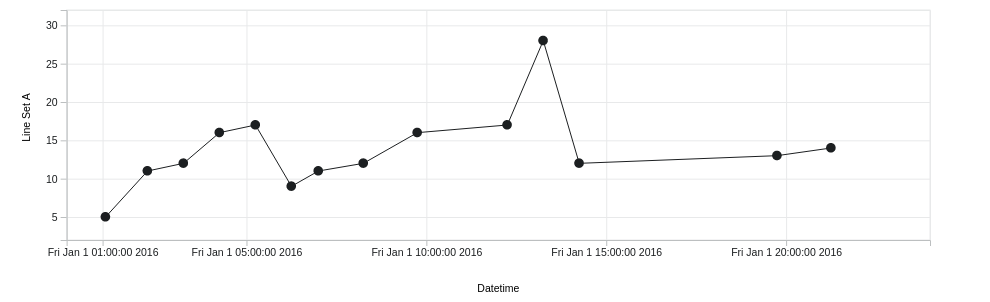 30
25
20
15
10
5
Line Set A
Fri Jan 1 01:00:00 2016
Fri Jan 1 05:00:00 2016
Fri Jan 1 10:00:00 2016
Fri Jan 1 15:00:00 2016
Fri Jan 1 20:00:00 2016
Datetime